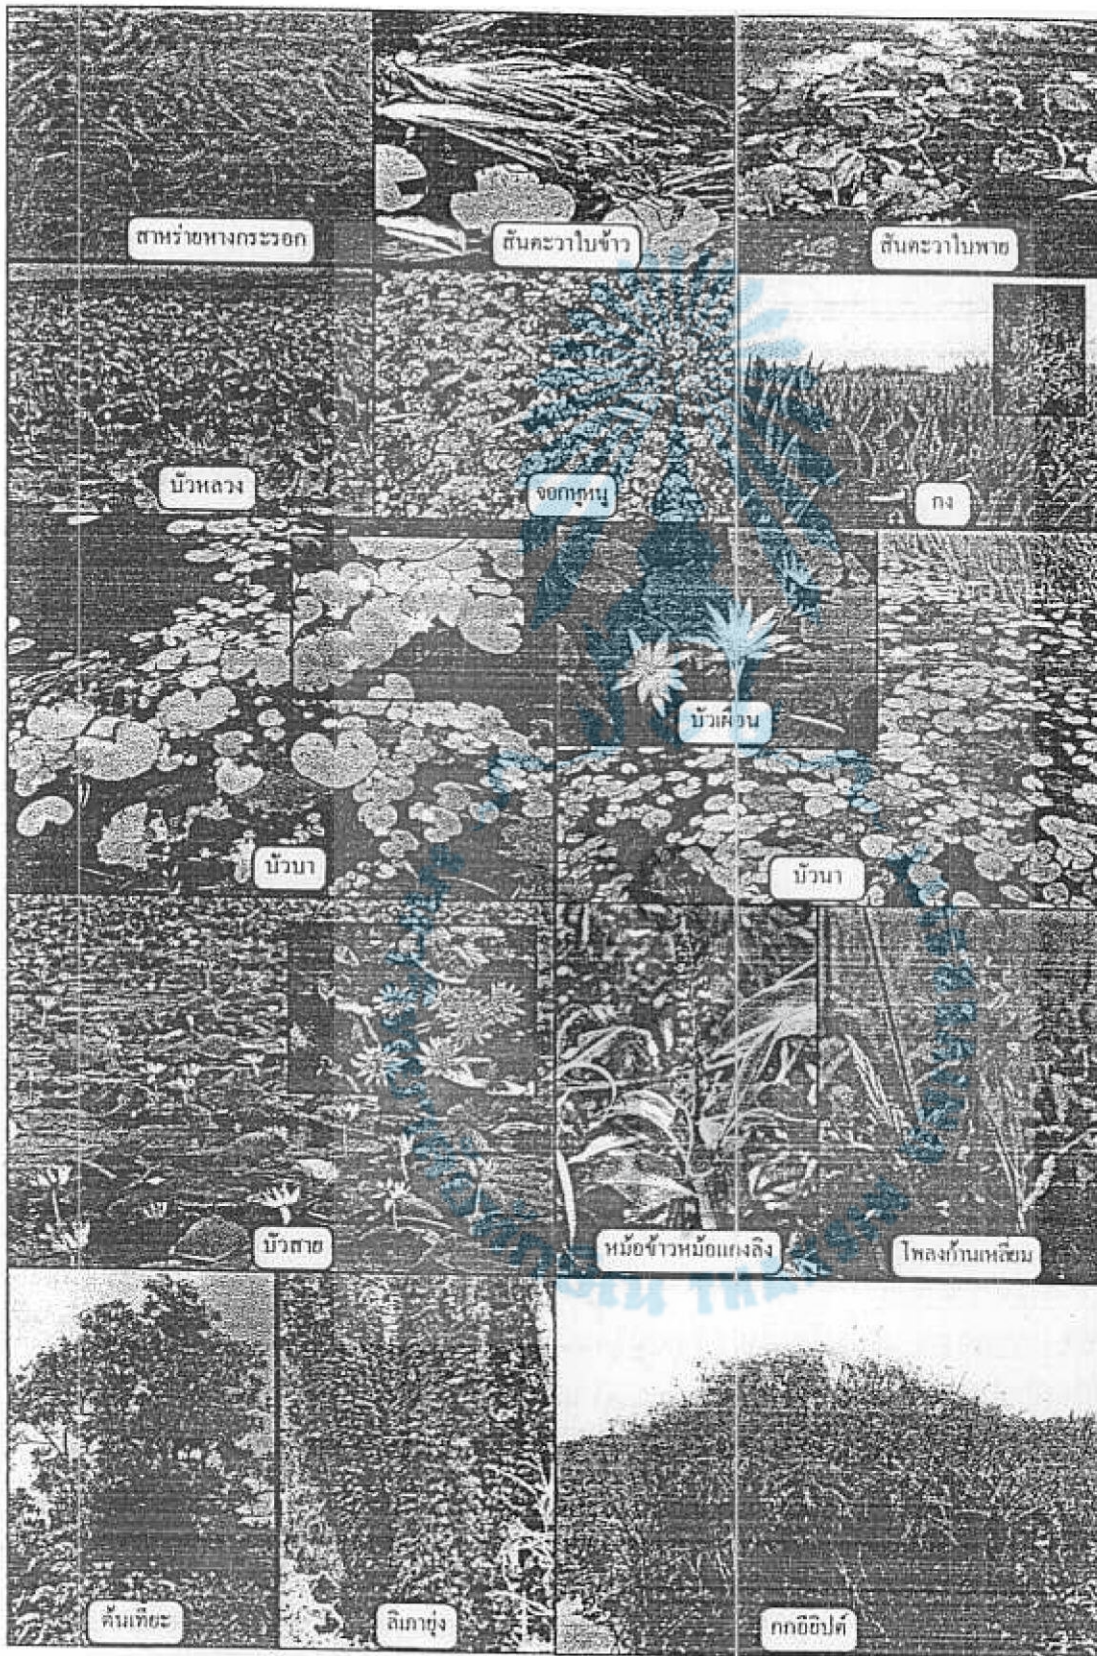 สาหร่ายหางกระรอก
สันตะวาใบข้าว
สันตะวาใบพาย
บัวหลวง
จอกหูหนู
กง
บัวเผื่อน
บัวบา
บัวนา
บัวสาย
หม้อข้าวหม้อแกงลิง
โพลงก้านเหลี่ยม
ต้นเทียะ
ลิเภายุ่ง
กกอียิปต์